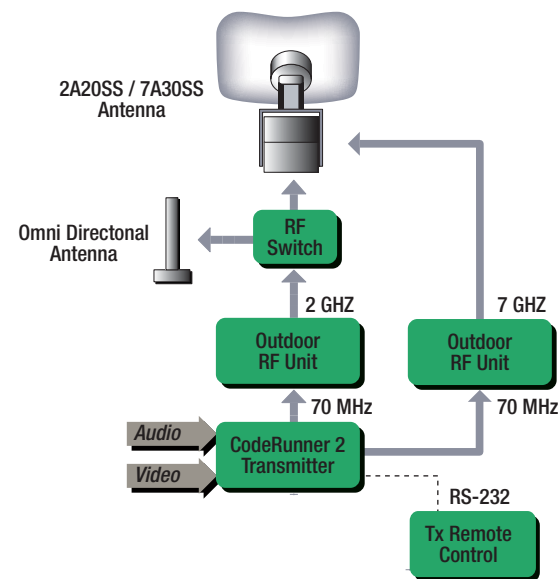 2A20SS / 7A30SS
Antenna
Omni Directonal
Antenna
RF
Switch
2 GHZ
7 GHZ
Outdoor
RF Unit
Outdoor
RF Unit
70 MHz
70 MHz
Audio
Video
CodeRunner 2
Transmitter
RS-232
Tx Remote
Control